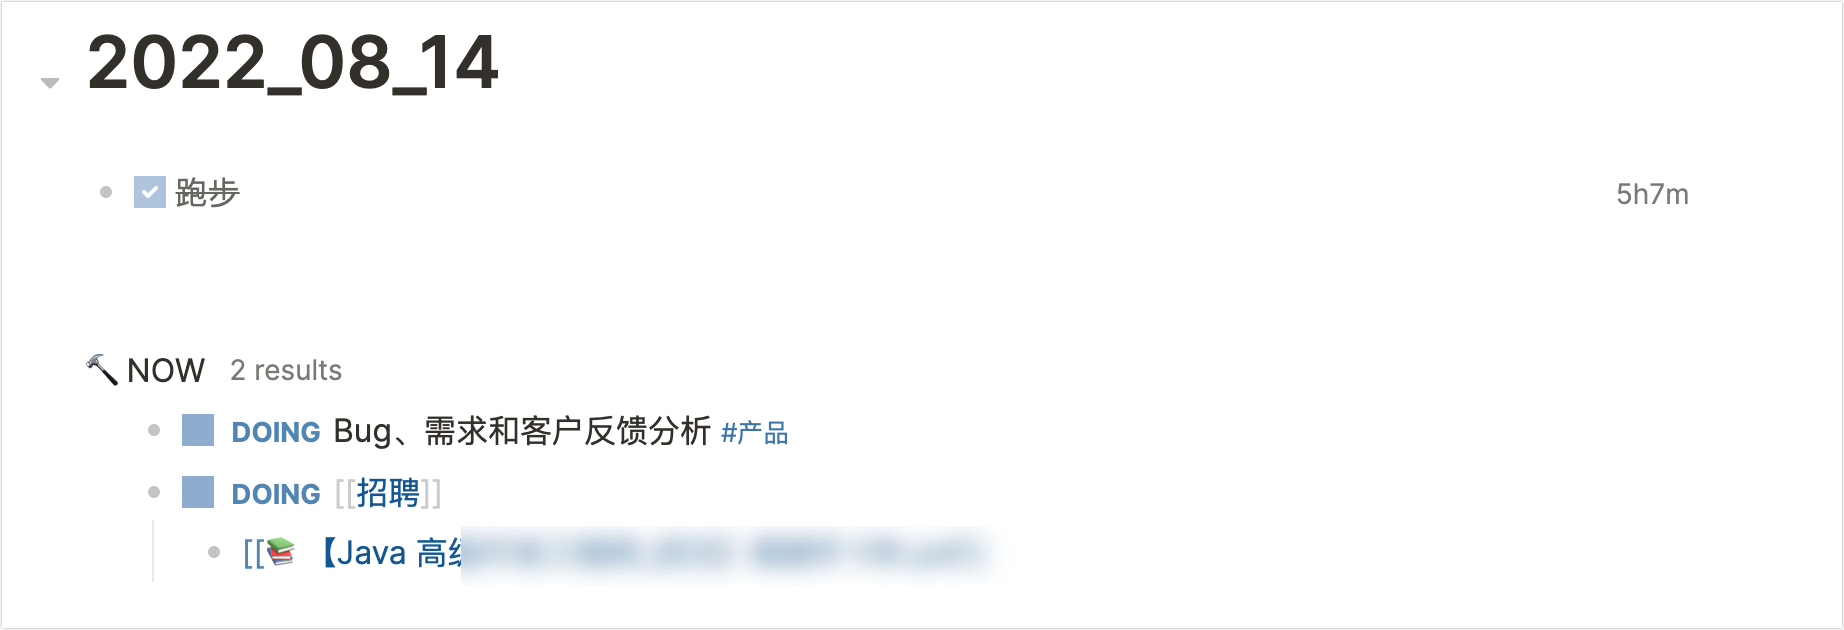 2022_08_14
跑步 5h7m
🔨 NOW 2 results
DOING Bug、需求和客户反馈分析 #产品
DOING [[招聘]]
[[📚 【Java 高级